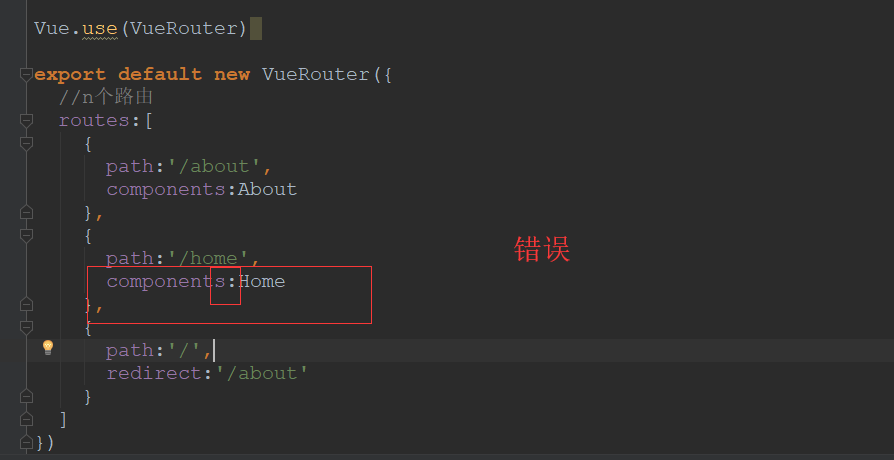 Vue.use(VueRouter)
export default new VueRouter({
//n个路由
routes:[
{
path:'/about',
components:About
},
{
path:'/home',
错误
components:Home
},
{
path:'/',
redirect:'/about'
}
]
})